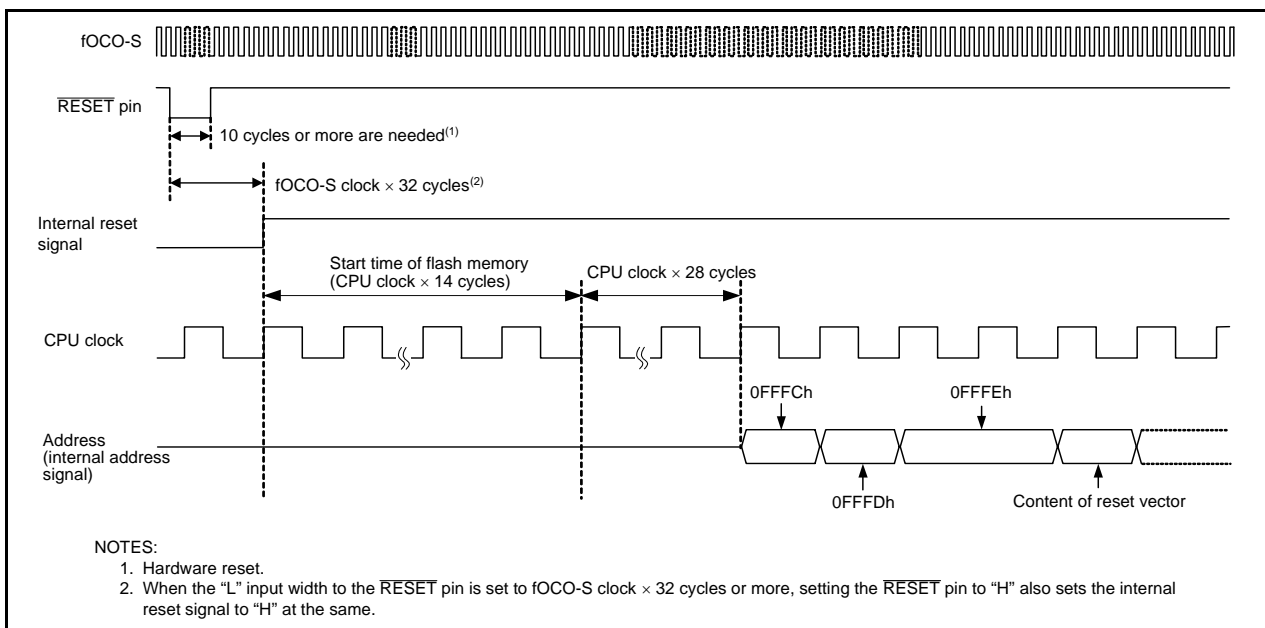 fOCO-S
RESET pin
10 cycles or more are needed(1)
fOCO-S clock × 32 cycles(2)
Internal reset
signal
Start time of flash memory
(CPU clock × 14 cycles)
CPU clock × 28 cycles
CPU clock
0FFFCh
0FFFEh
Address
(internal address
signal)
0FFFDh
Content of reset vector
NOTES:
1. Hardware reset.
2. When the “L” input width to the RESET pin is set to fOCO-S clock × 32 cycles or more, setting the RESET pin to “H” also sets the internal
reset signal to “H” at the same.